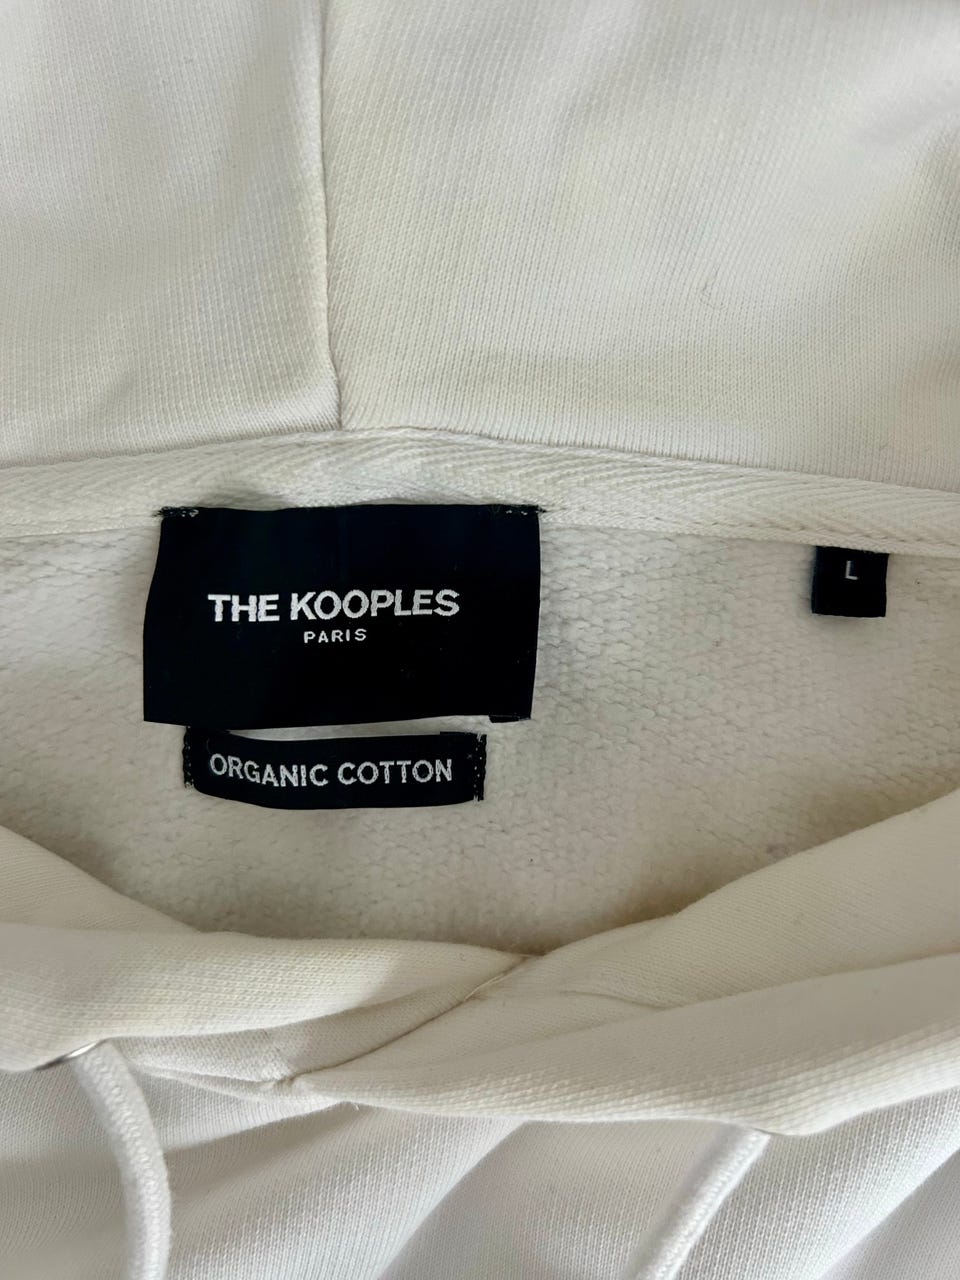 THE KOOPLES
PARIS
L
ORGANIC COTTON